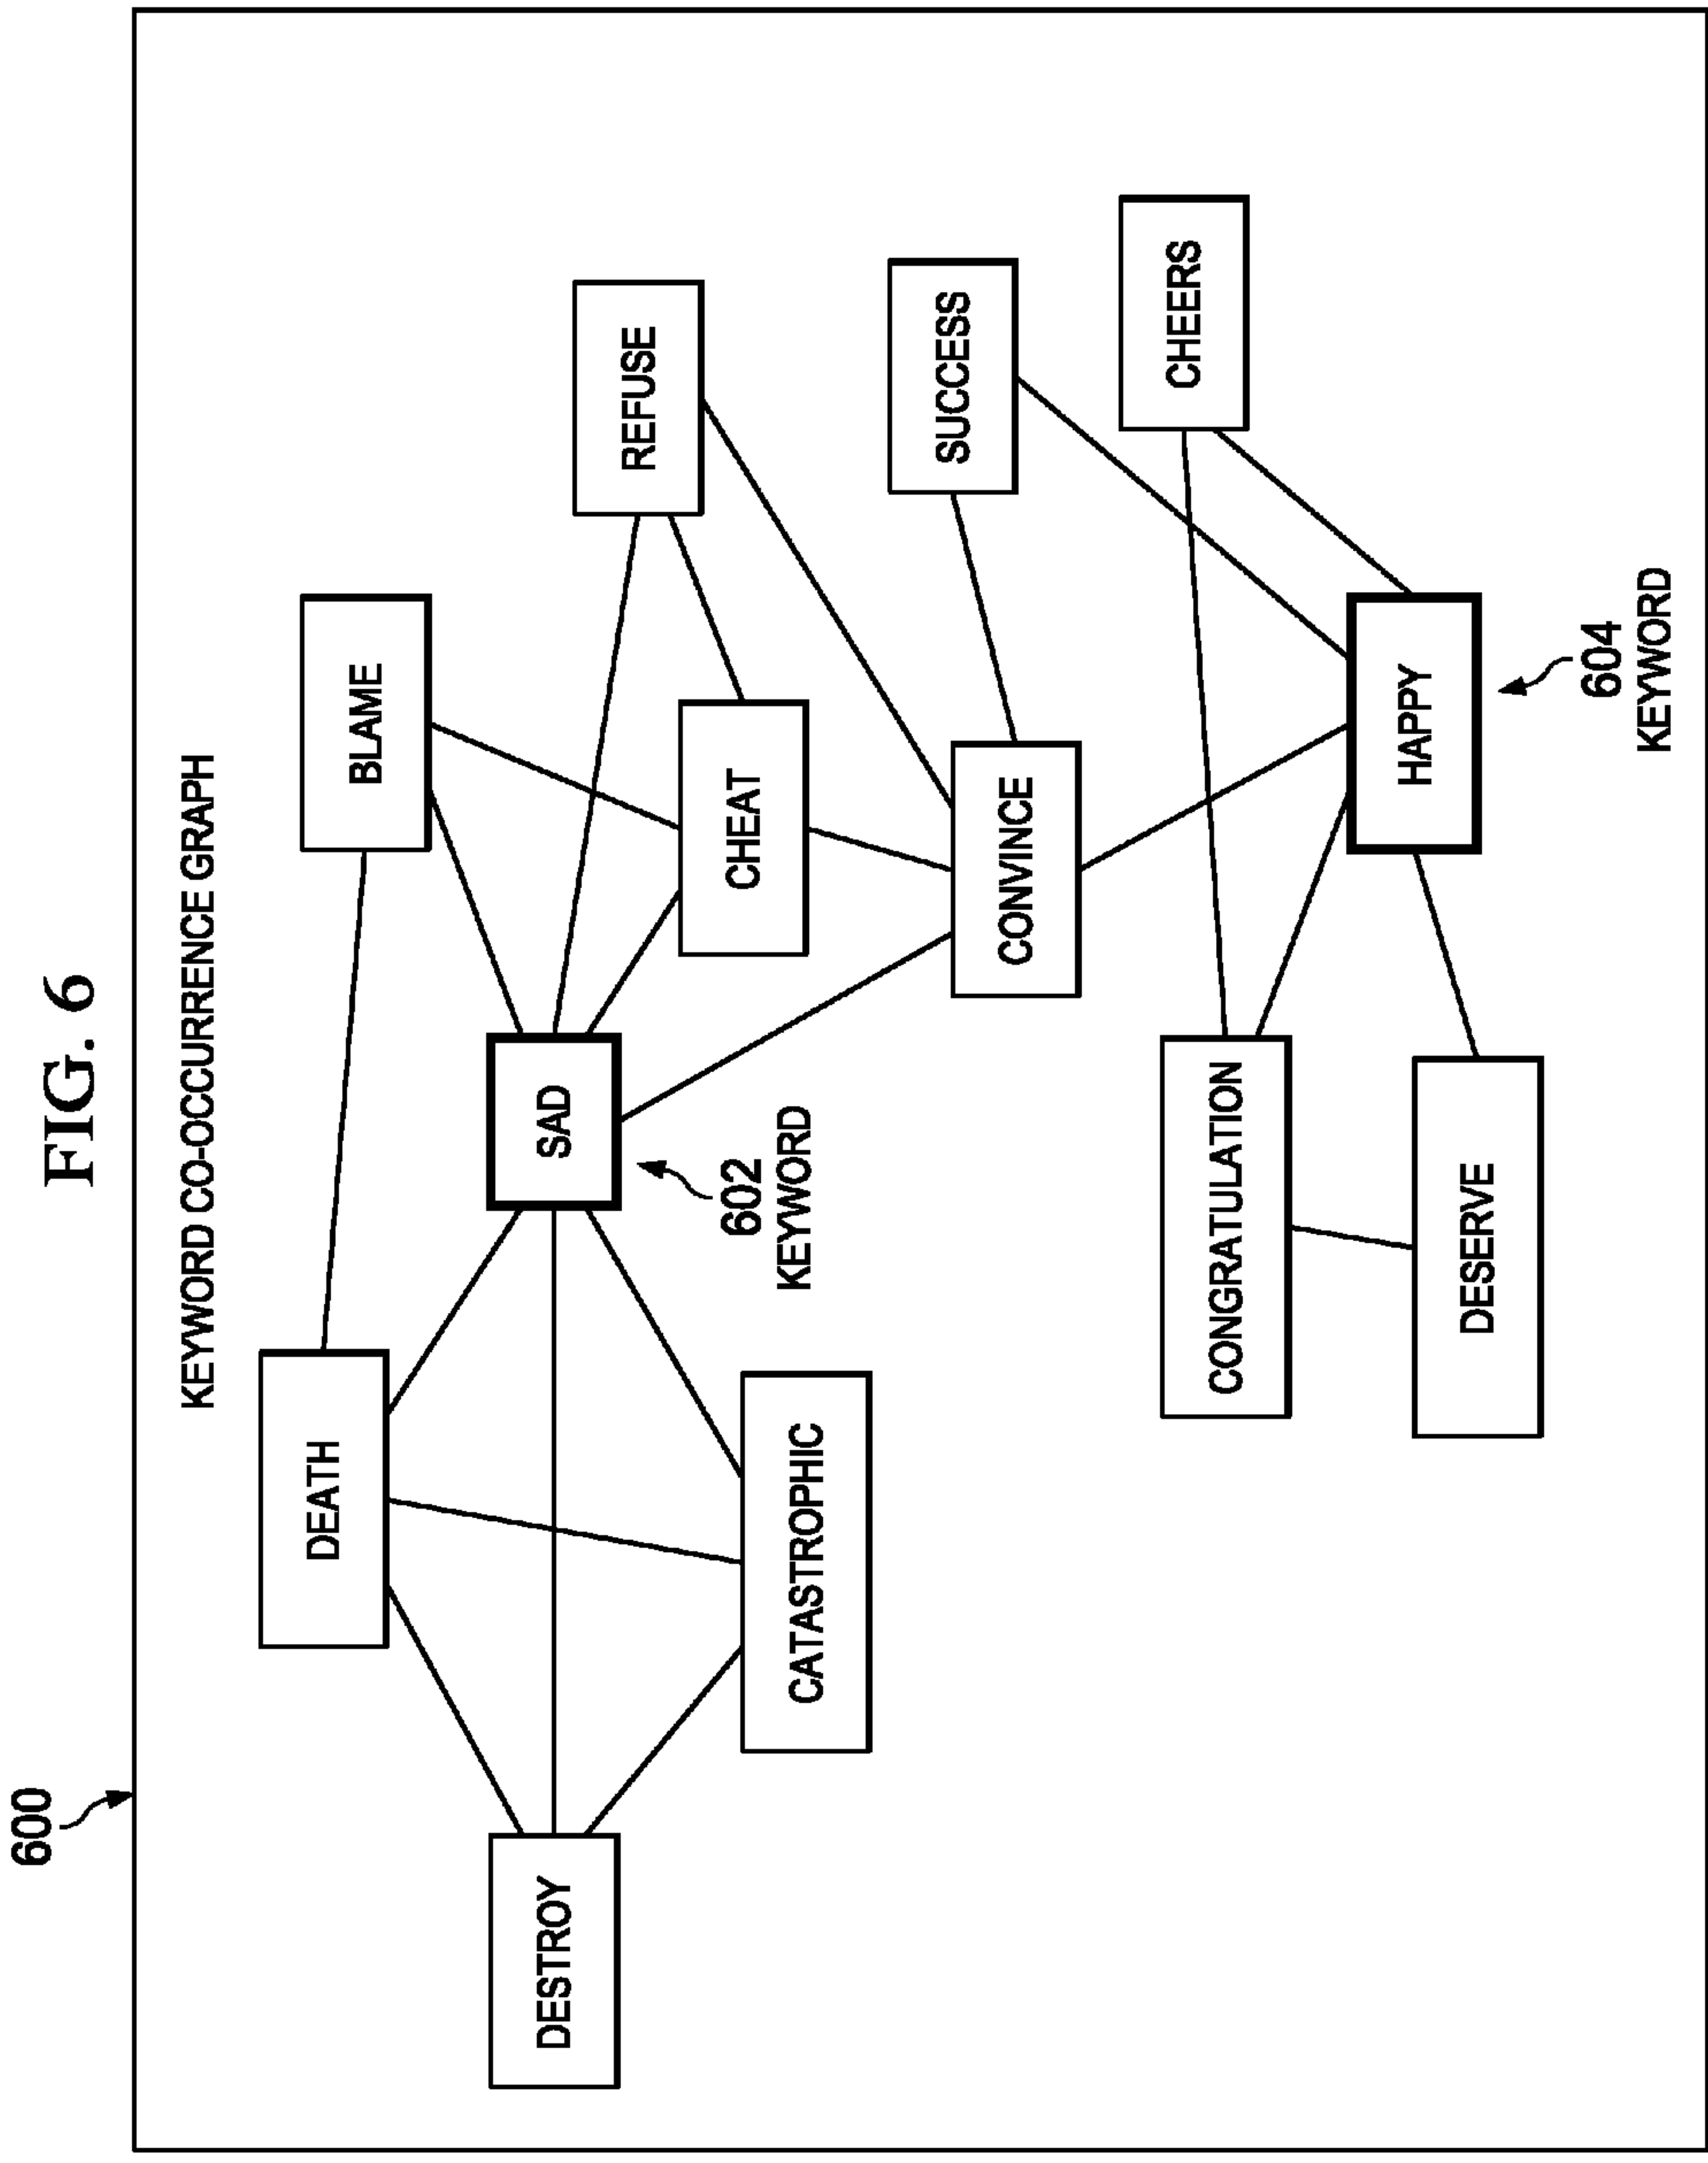 FIG. 6
600
KEYWORD CO-OCCURRENCE GRAPH
DEATH
BLAME
DESTROY
SAD
REFUSE
602
KEYWORD
CHEAT
CATASTROPHIC
SUCCESS
CONVINCE
CHEERS
CONGRATULATION
HAPPY
DESERVE
604
KEYWORD